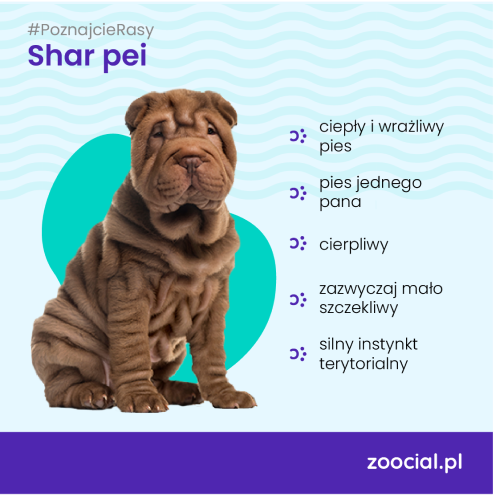 #PoznajcieRasy
Shar pei
ciepły i wrażliwy
pies
pies jednego
pana
cierpliwy
zazwyczaj mało
szczekliwy
silny instynkt
terytorialny
zoocial.pl